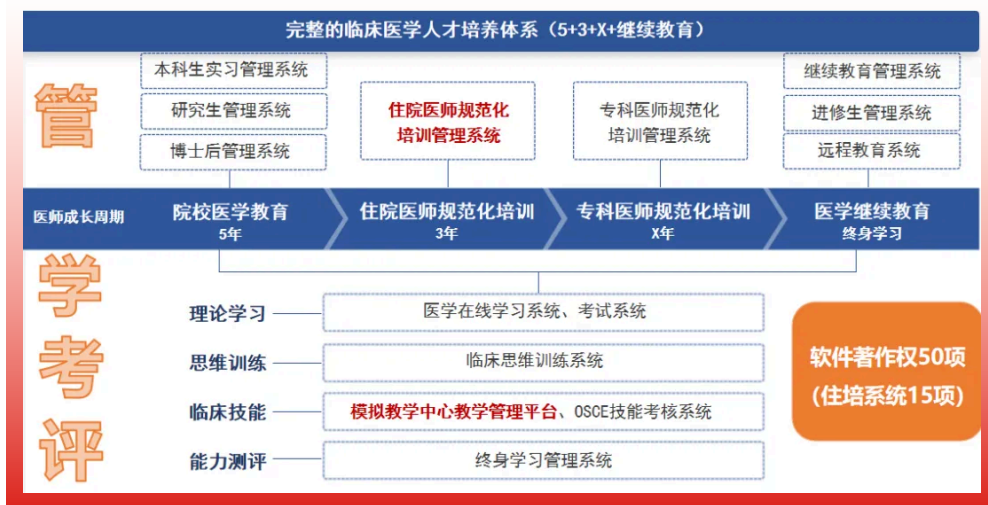 完整的临床医学人才培养体系（5+3+X+继续教育）
管
本科生实习管理系统
研究生管理系统
博士后管理系统
住院医师规范化
培训管理系统
专科医师规范化
培训管理系统
继续教育管理系统
进修生管理系统
远程教育系统
医师成长周期
院校医学教育
5年
住院医师规范化培训
3年
专科医师规范化培训
X年
医学继续教育
终身学习
学
考
评
理论学习
医学在线学习系统、考试系统
思维训练
临床思维训练系统
临床技能
模拟教学中心教学管理平台、OSCE技能考核系统
能力测评
终身学习管理系统
软件著作权50项
(住培系统15项)